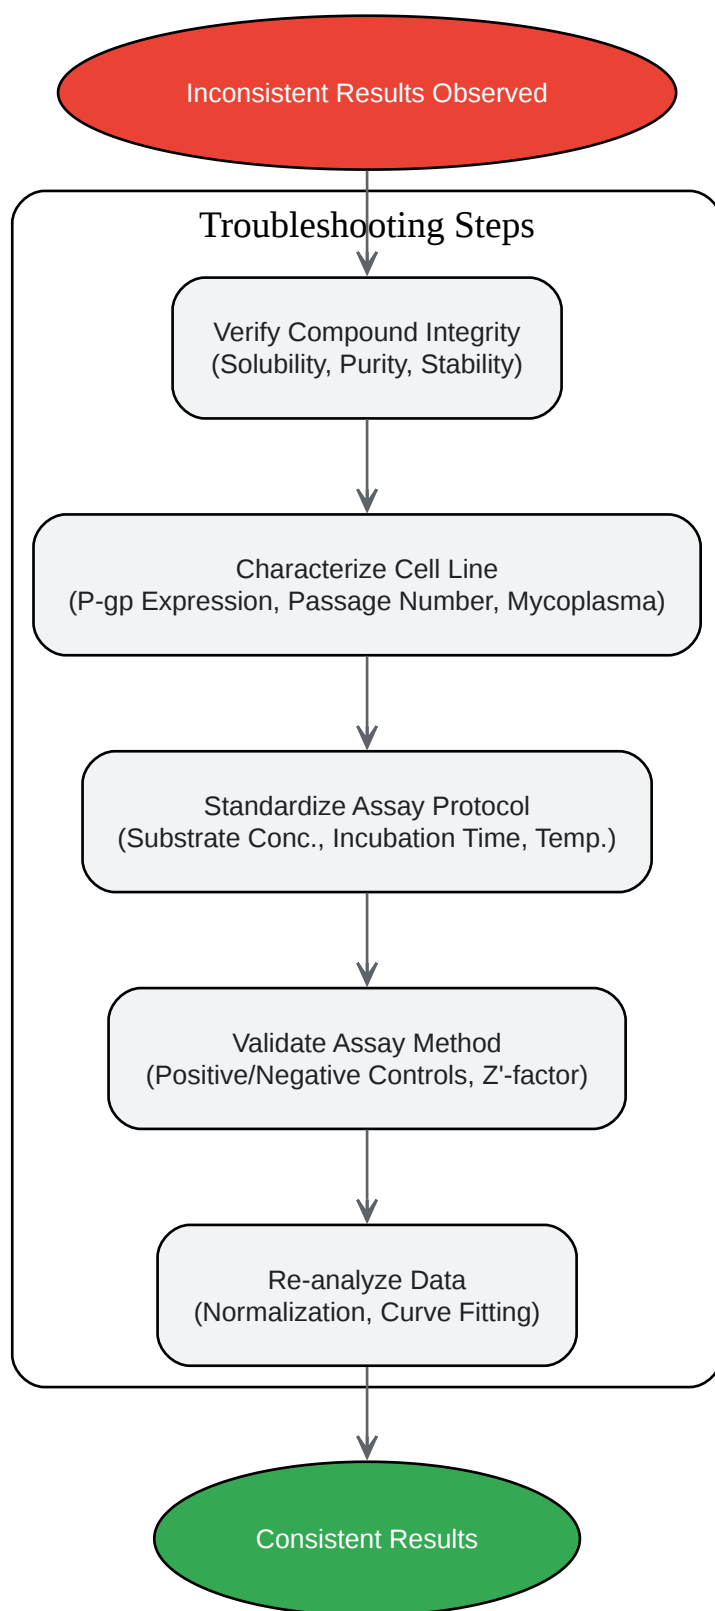 Inconsistent Results Observed
Troubleshooting Steps
Verify Compound Integrity
(Solubility, Purity, Stability)
Characterize Cell Line
(P-gp Expression, Passage Number, Mycoplasma)
Standardize Assay Protocol
(Substrate Conc., Incubation Time, Temp.)
Validate Assay Method
(Positive/Negative Controls, Z'-factor)
Re-analyze Data
(Normalization, Curve Fitting)
Consistent Results